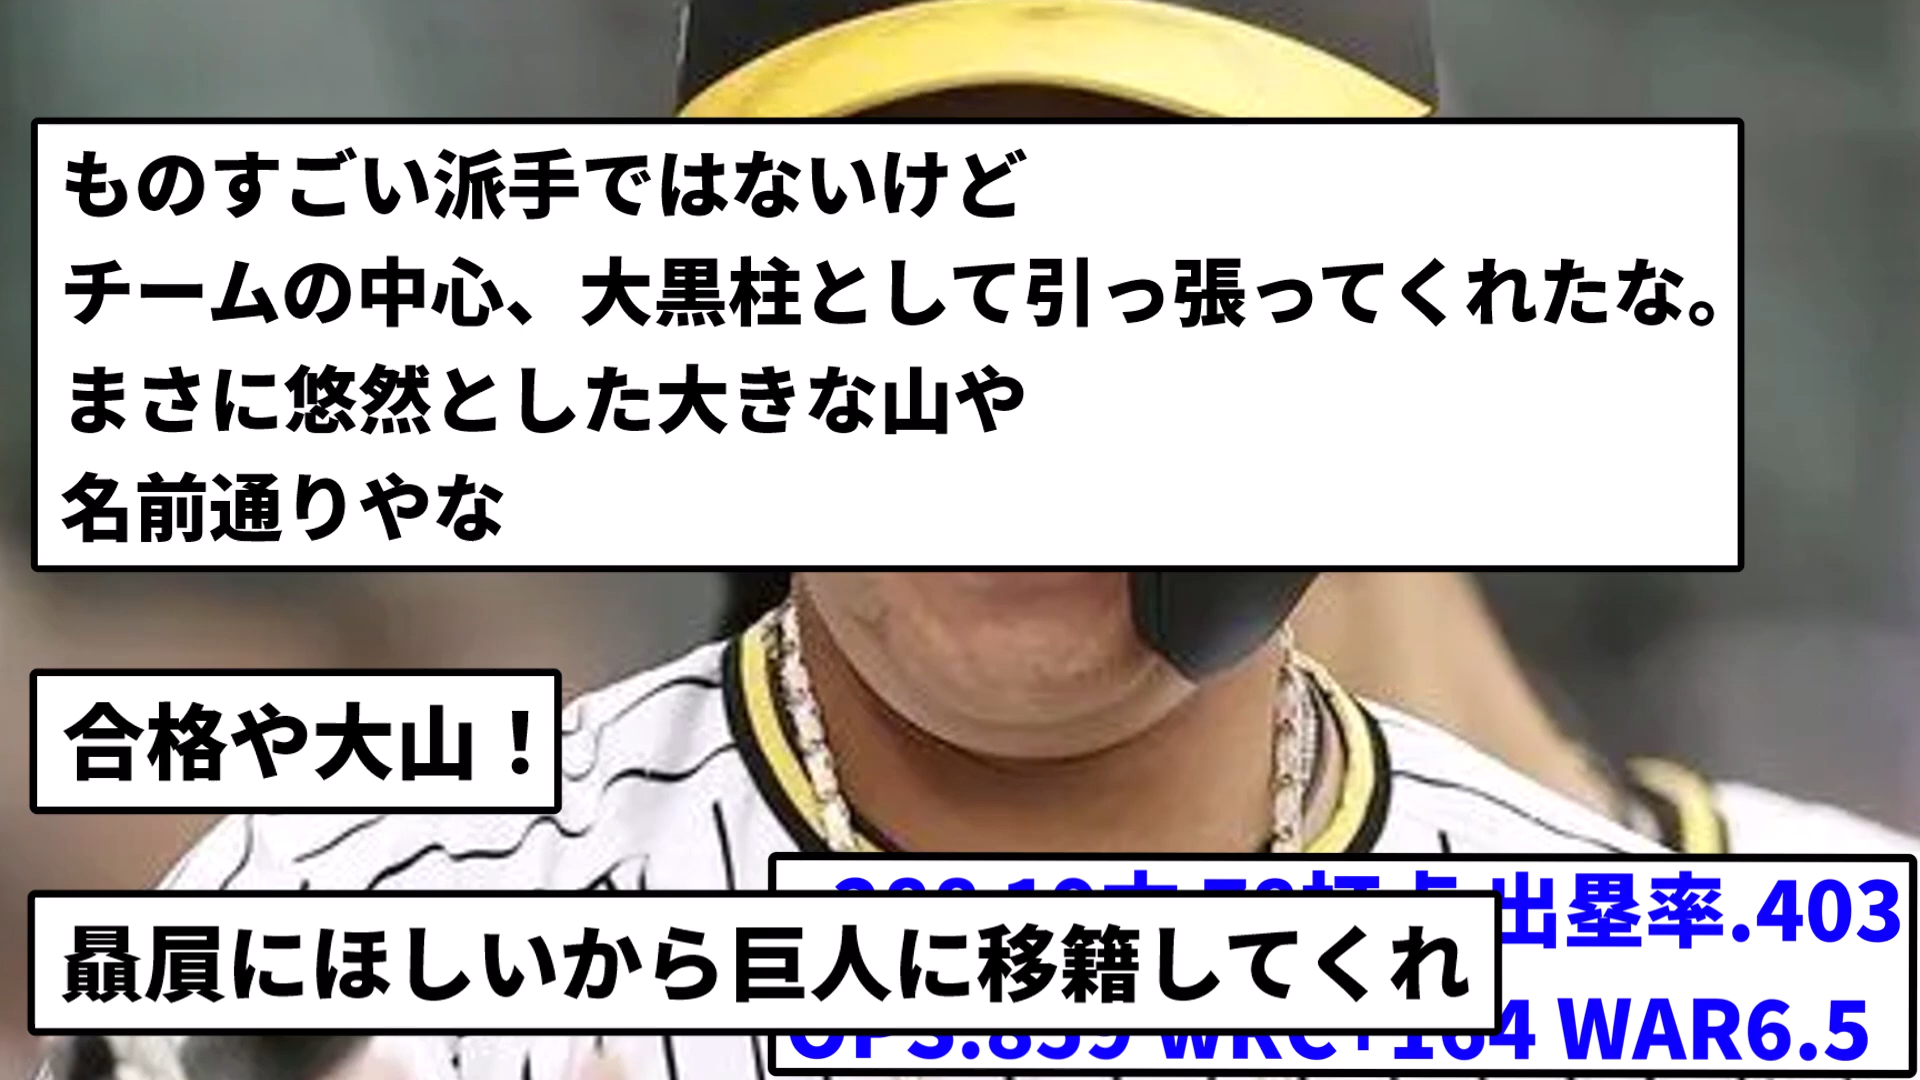 ものすごい派手ではないけど
チームの中心、大黒柱として引っ張ってくれたな。
まさに悠然とした大きな山や
名前通りやな
合格や大山！
出塁率.403
贔屓にほしいから巨人に移籍してくれ
OPS.859 WRC+164 WAR6.5